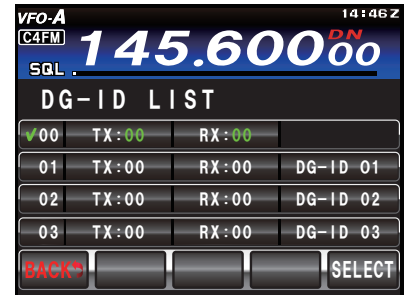 VFO-A 14:46Z
C4FM 145.60000 DN
SQL
DG-ID LIST
✓00 TX:00 RX:00
01 TX:00 RX:00 DG-ID 01
02 TX:00 RX:00 DG-ID 02
03 TX:00 RX:00 DG-ID 03
BACK SELECT